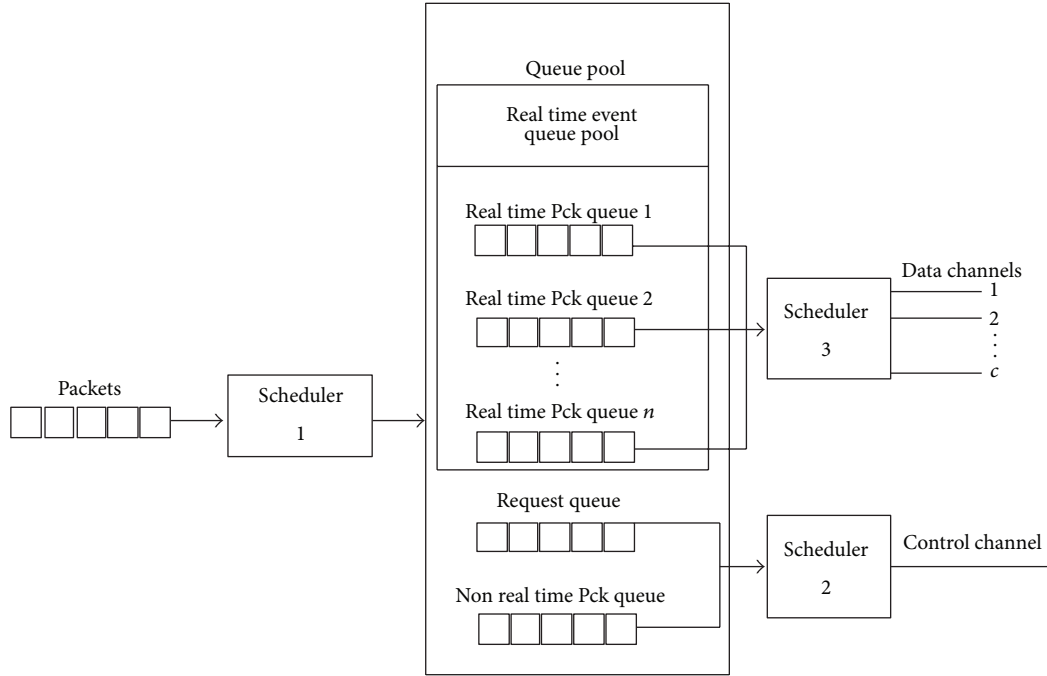 Queue pool
Real time event
queue pool
Real time Pck queue 1
Real time Pck queue 2
Real time Pck queue n
Request queue
Non real time Pck queue
Packets
Scheduler
1
Scheduler
3
Data channels
1
2
c
Scheduler
2
Control channel